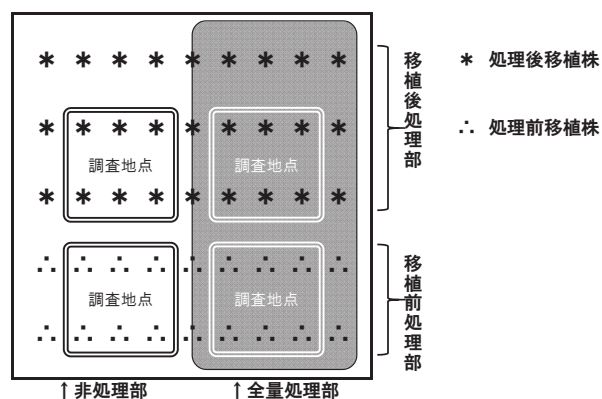 移植後処理部
＊ 処理後移植株
∴ 処理前移植株
調査地点 調査地点
調査地点 調査地点
移植前処理部
↑非処理部 ↑全量処理部